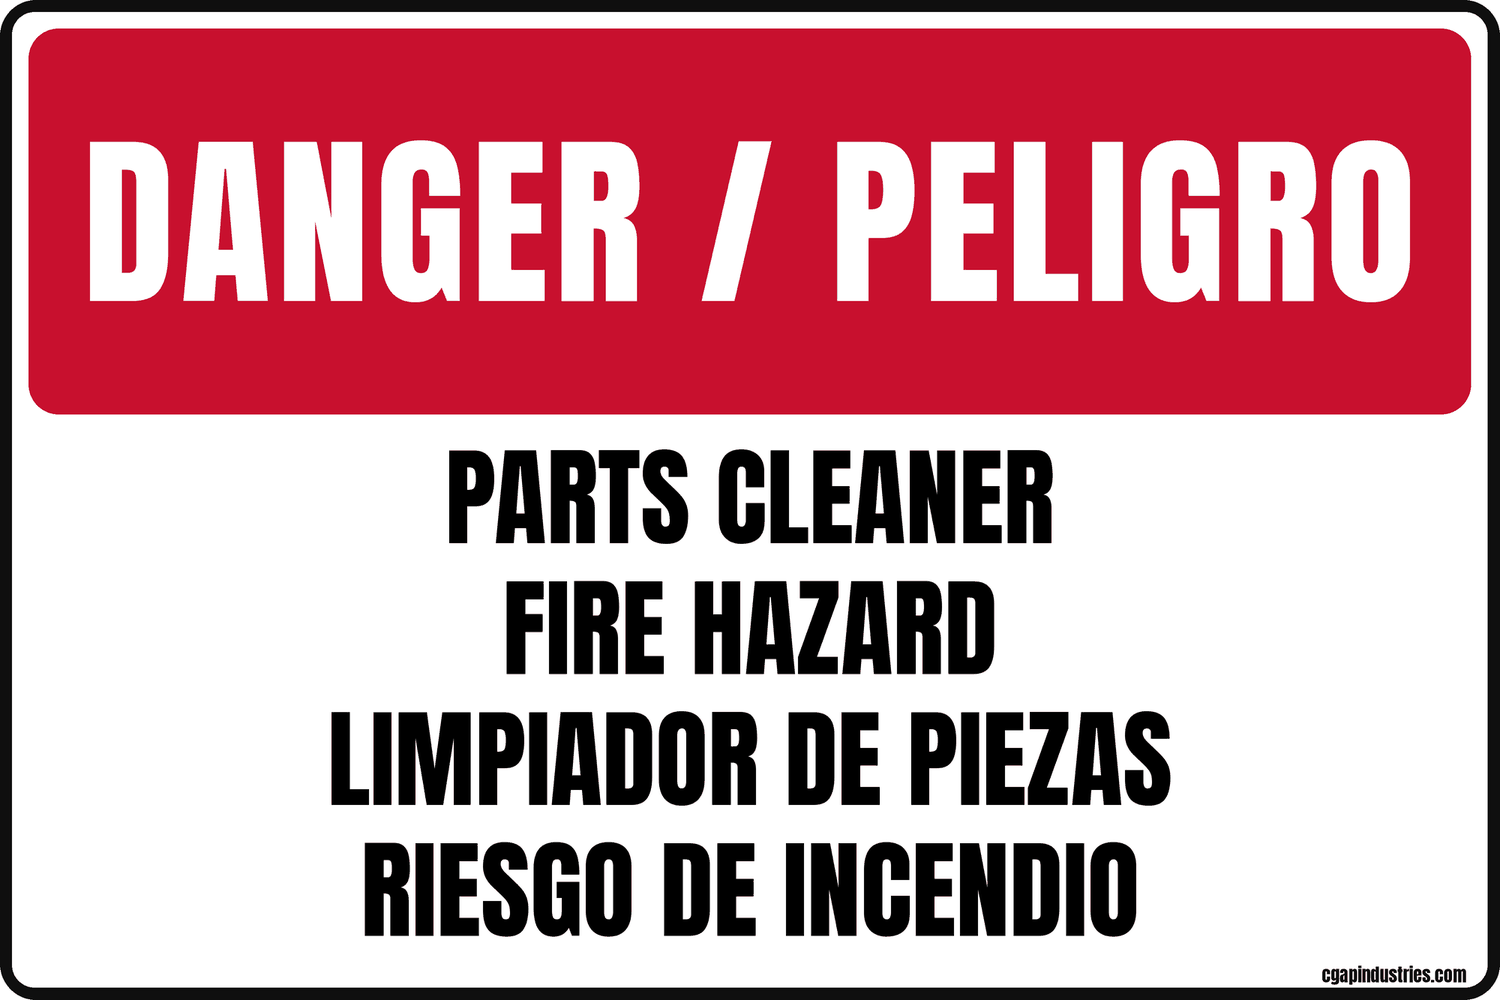 DANGER / PELIGRO
PARTS CLEANER
FIRE HAZARD
LIMPIADOR DE PIEZAS
RIESGO DE INCENDIO
cgapindustries.com